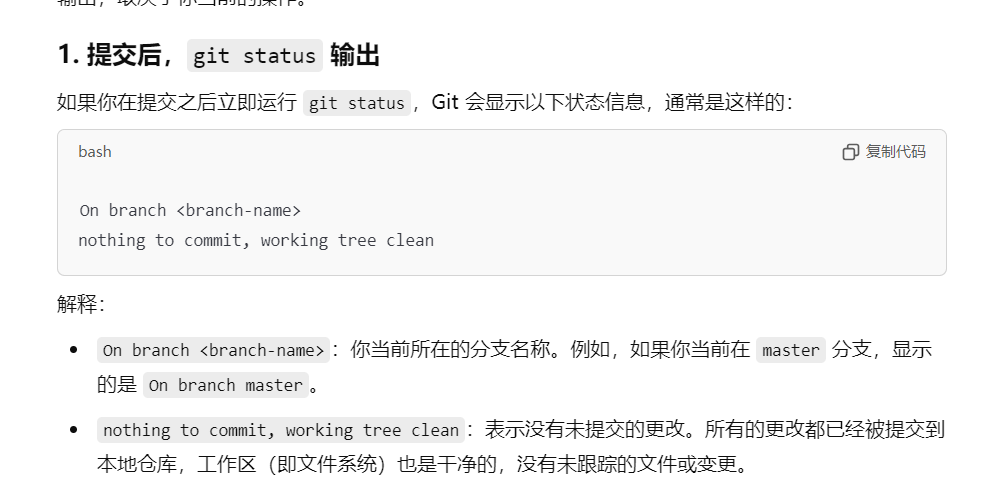 输出，取决于你当前的操作。
1. 提交后，git status 输出
如果你在提交之后立即运行 git status，Git 会显示以下状态信息，通常是这样的：
bash 复制代码
On branch <branch-name>
nothing to commit, working tree clean
解释：
On branch <branch-name>：你当前所在的分支名称。例如，如果你当前在 master 分支，显示
的是 On branch master。
nothing to commit, working tree clean：表示没有未提交的更改。所有的更改都已经被提交到
本地仓库，工作区（即文件系统）也是干净的，没有未跟踪的文件或变更。